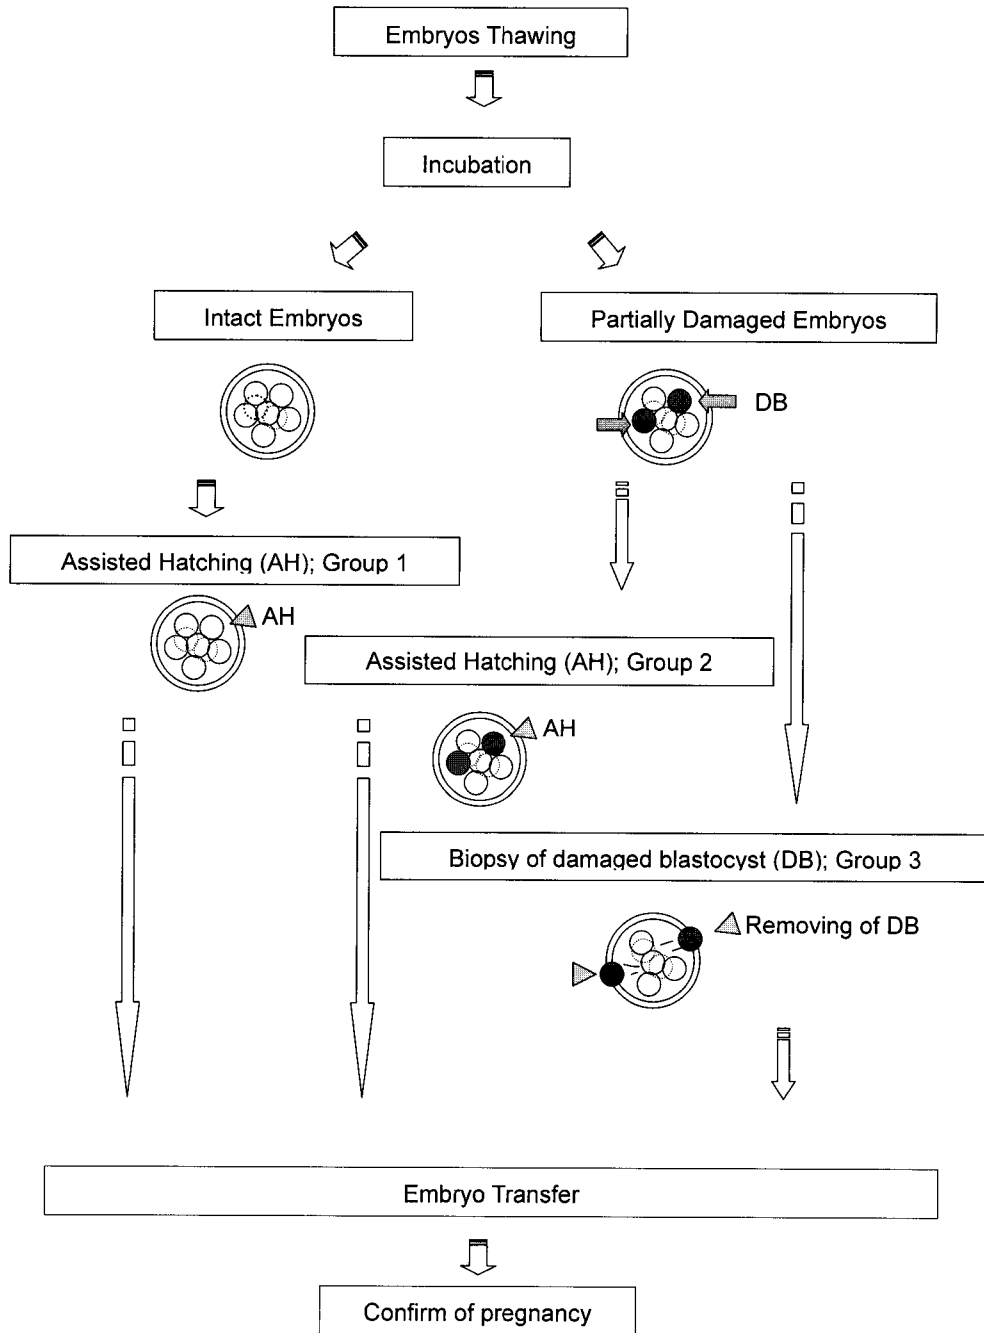 Embryos Thawing
Incubation
Intact Embryos
Partially Damaged Embryos
DB
Assisted Hatching (AH); Group 1
AH
Assisted Hatching (AH); Group 2
AH
Biopsy of damaged blastocyst (DB); Group 3
Removing of DB
Embryo Transfer
Confirm of pregnancy